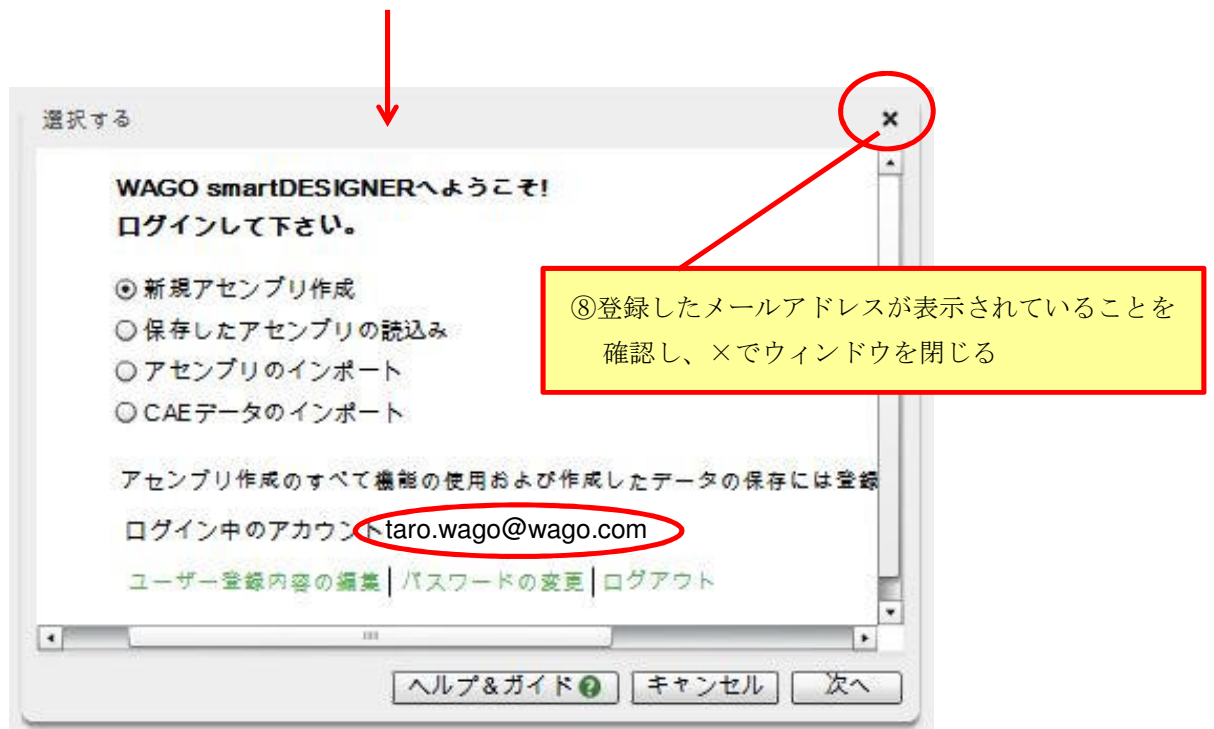 選択する
×
WAGO smartDESIGNERへようこそ!
ログインして下さい。
新規アセンブリ作成
保存したアセンブリの読込み
アセンブリのインポート
CAEデータのインポート
⑧登録したメールアドレスが表示されていることを
確認し、×でウィンドウを閉じる
アセンブリ作成のすべて機能の使用および作成したデータの保存には登録
ログイン中のアカウントtaro.wago@wago.com
ユーザー登録内容の編集|パスワードの変更|ログアウト
ヘルプ&ガイド? キャンセル 次へ